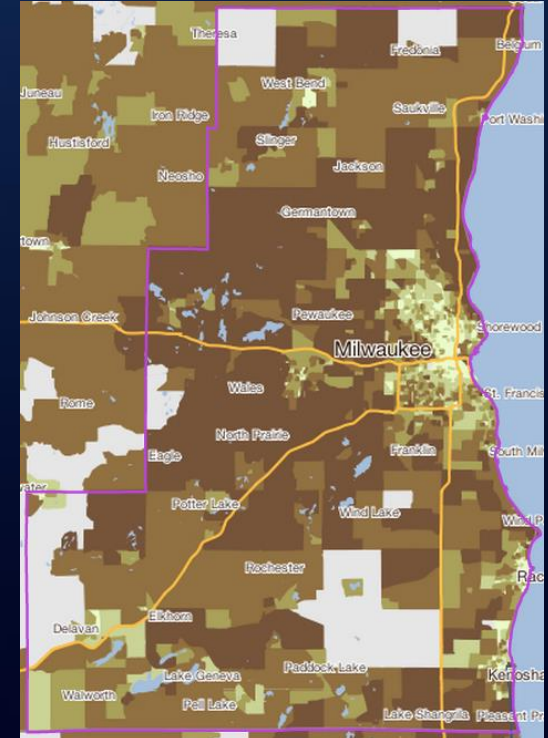 Theresa
Fredonia
Belgium
Juneau
West Bend
Saukville
Iron Ridge
Port Washi
Hustisford
Slinger
Neosho
Jackson
Germantown
town
Johnson Creek
Pewaukee
Shorewood
Milwaukee
Wales
St. Francis
Rome
North Prairie
Eagle
Franklin
South Mil
ater
Potter Lake
Wind Lake
Wind P
Rochester
Rac
Elkhorn
Delavan
Paddock Lake
Lake Geneva
Kenosha
Walworth
Pell Lake
Lake Shangrila
Pleasant Pr